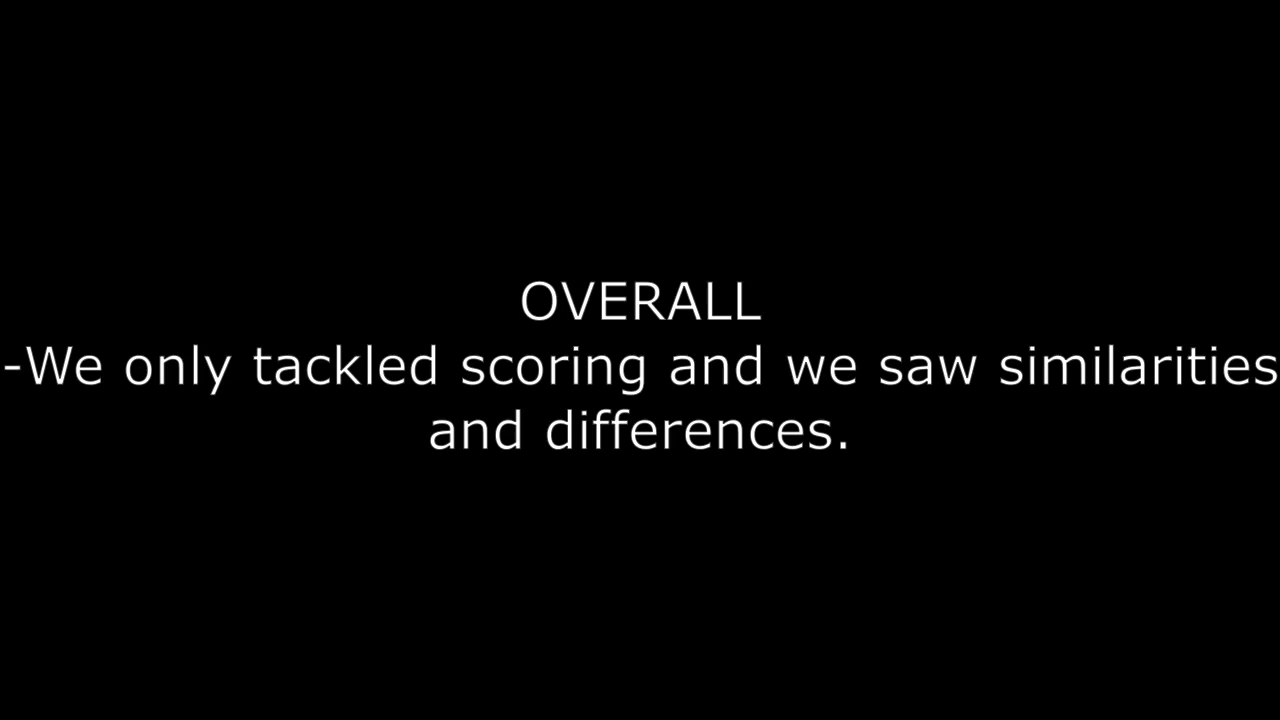 OVERALL
-We only tackled scoring and we saw similarities
and differences.